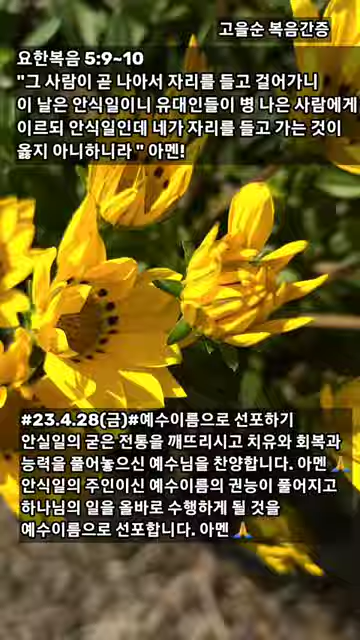 고을순 복음간증
요한복음 5:9~10
"그 사람이 곧 나아서 자리를 들고 걸어가니
이 날은 안식일이니 유대인들이 병 나은 사람에게
이르되 안식일인데 네가 자리를 들고 가는 것이
옳지 아니하니라 " 아멘!
#23.4.28(금)#예수이름으로 선포하기
안실일의 굳은 전통을 깨뜨리시고 치유와 회복과
능력을 풀어놓으신 예수님을 찬양합니다. 아멘 🙏
안식일의 주인이신 예수이름의 권능이 풀어지고
하나님의 일을 올바로 수행하게 될 것을
예수이름으로 선포합니다. 아멘 🙏